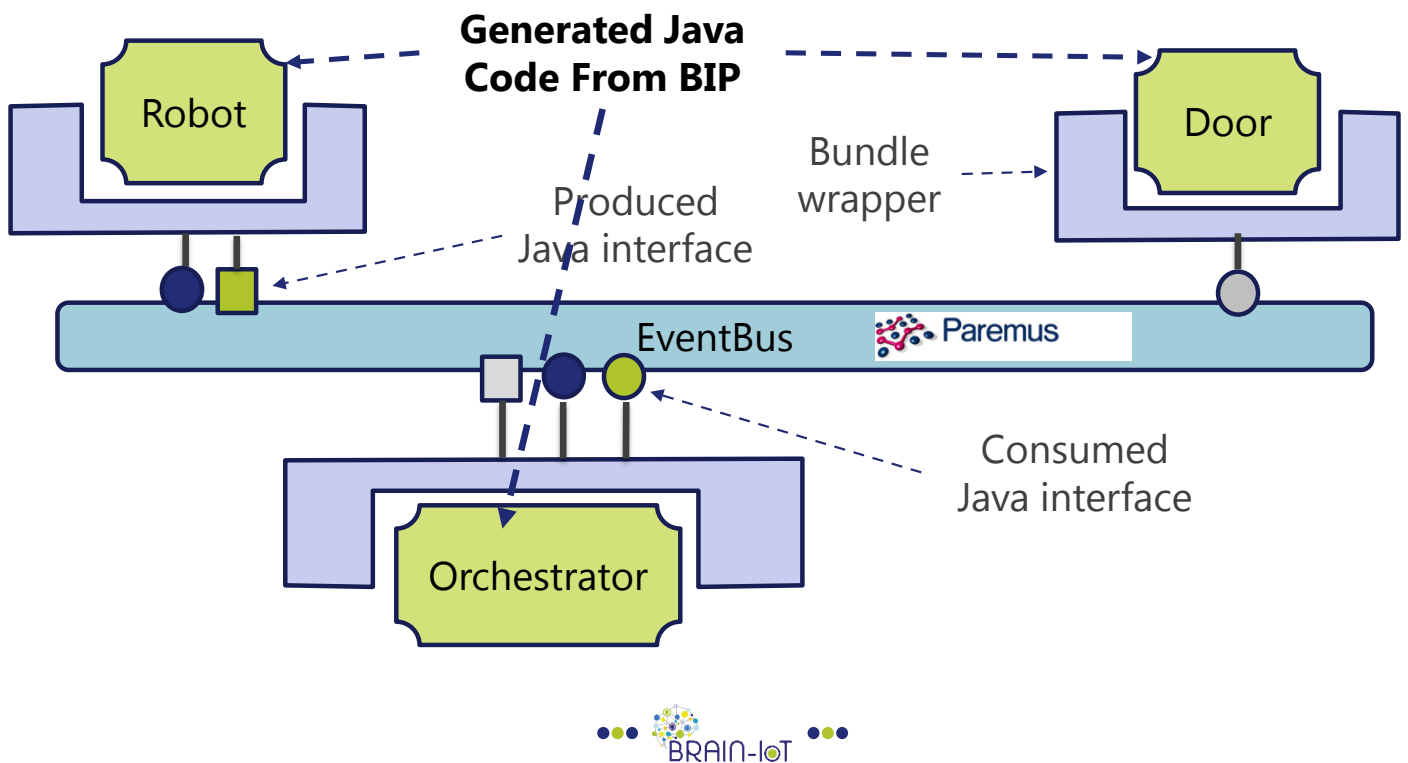 Generated Java
Code From BIP
Robot
Door
Bundle
wrapper
Produced
Java interface
EventBus
Paremus
Consumed
Java interface
Orchestrator
BRAIN-IoT